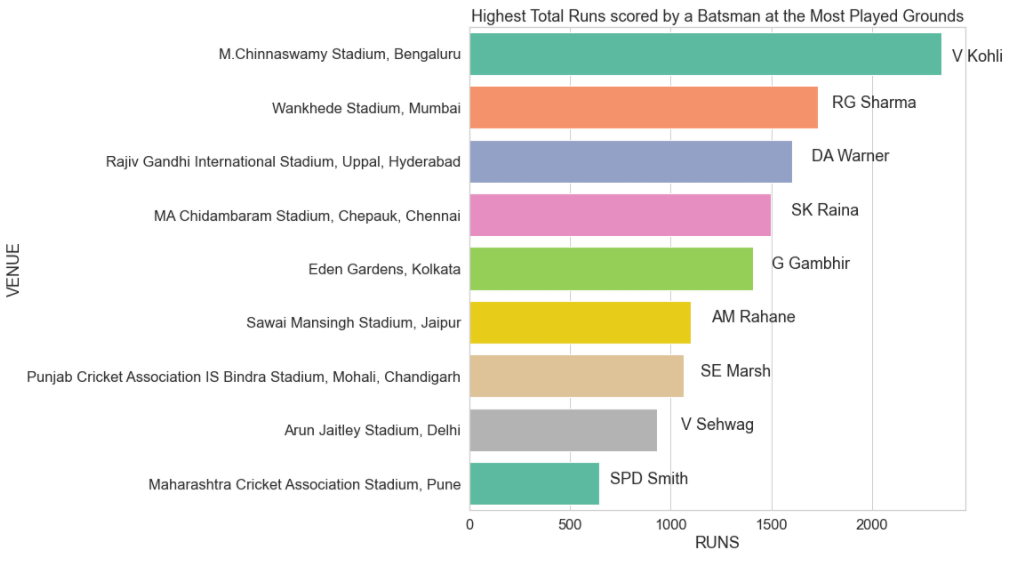 Highest Total Runs scored by a Batsman at the Most Played Grounds
M.Chinnaswamy Stadium, Bengaluru V Kohli
Wankhede Stadium, Mumbai RG Sharma
Rajiv Gandhi International Stadium, Uppal, Hyderabad DA Warner
MA Chidambaram Stadium, Chepauk, Chennai SK Raina
VENUE
Eden Gardens, Kolkata G Gambhir
Sawai Mansingh Stadium, Jaipur AM Rahane
Punjab Cricket Association IS Bindra Stadium, Mohali, Chandigarh SE Marsh
Arun Jaitley Stadium, Delhi V Sehwag
Maharashtra Cricket Association Stadium, Pune SPD Smith
0 500 1000 1500 2000
RUNS